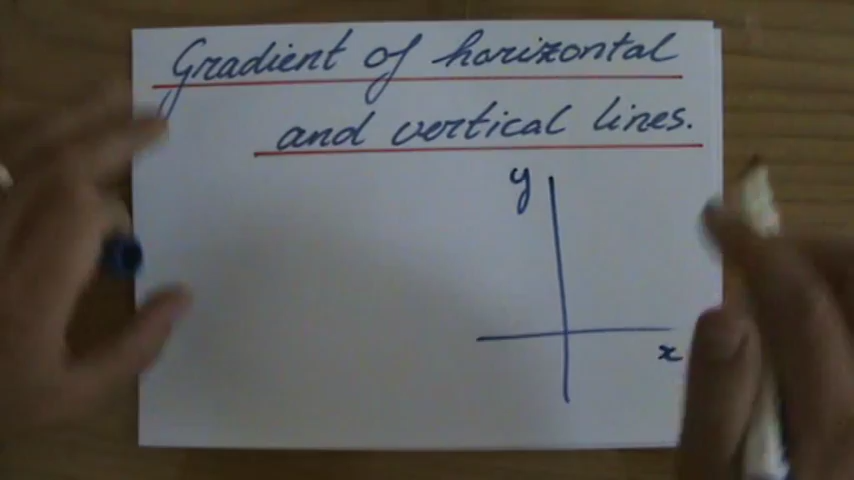 Gradient of horizontal
and vertical lines.
y
x